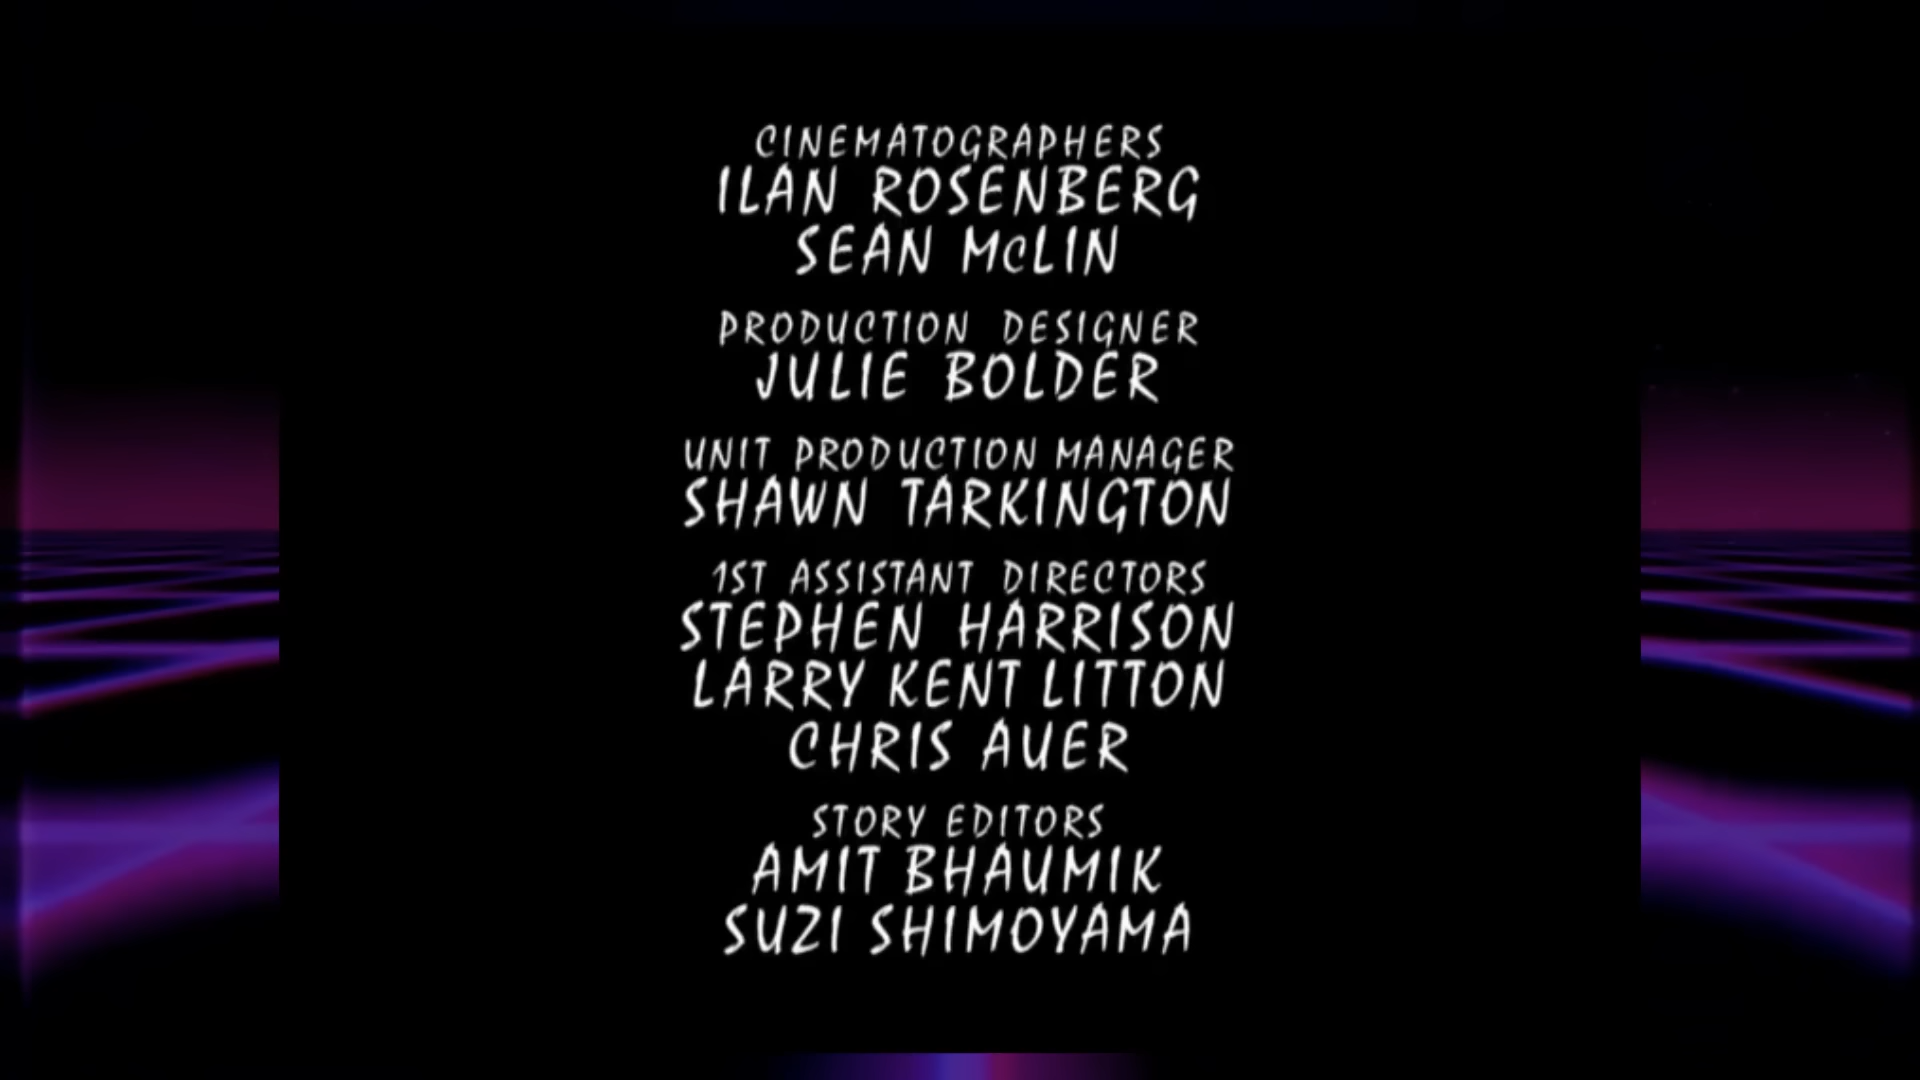 CINEMATOGRAPHERS
ILAN ROSENBERG
SEAN McLIN
PRODUCTION DESIGNER
JULIE BOLDER
UNIT PRODUCTION MANAGER
SHAWN TARKINGTON
1ST ASSISTANT DIRECTORS
STEPHEN HARRISON
LARRY KENT LITTON
CHRIS AUER
STORY EDITORS
AMIT BHAUMIK
SUZI SHIMOYAMA